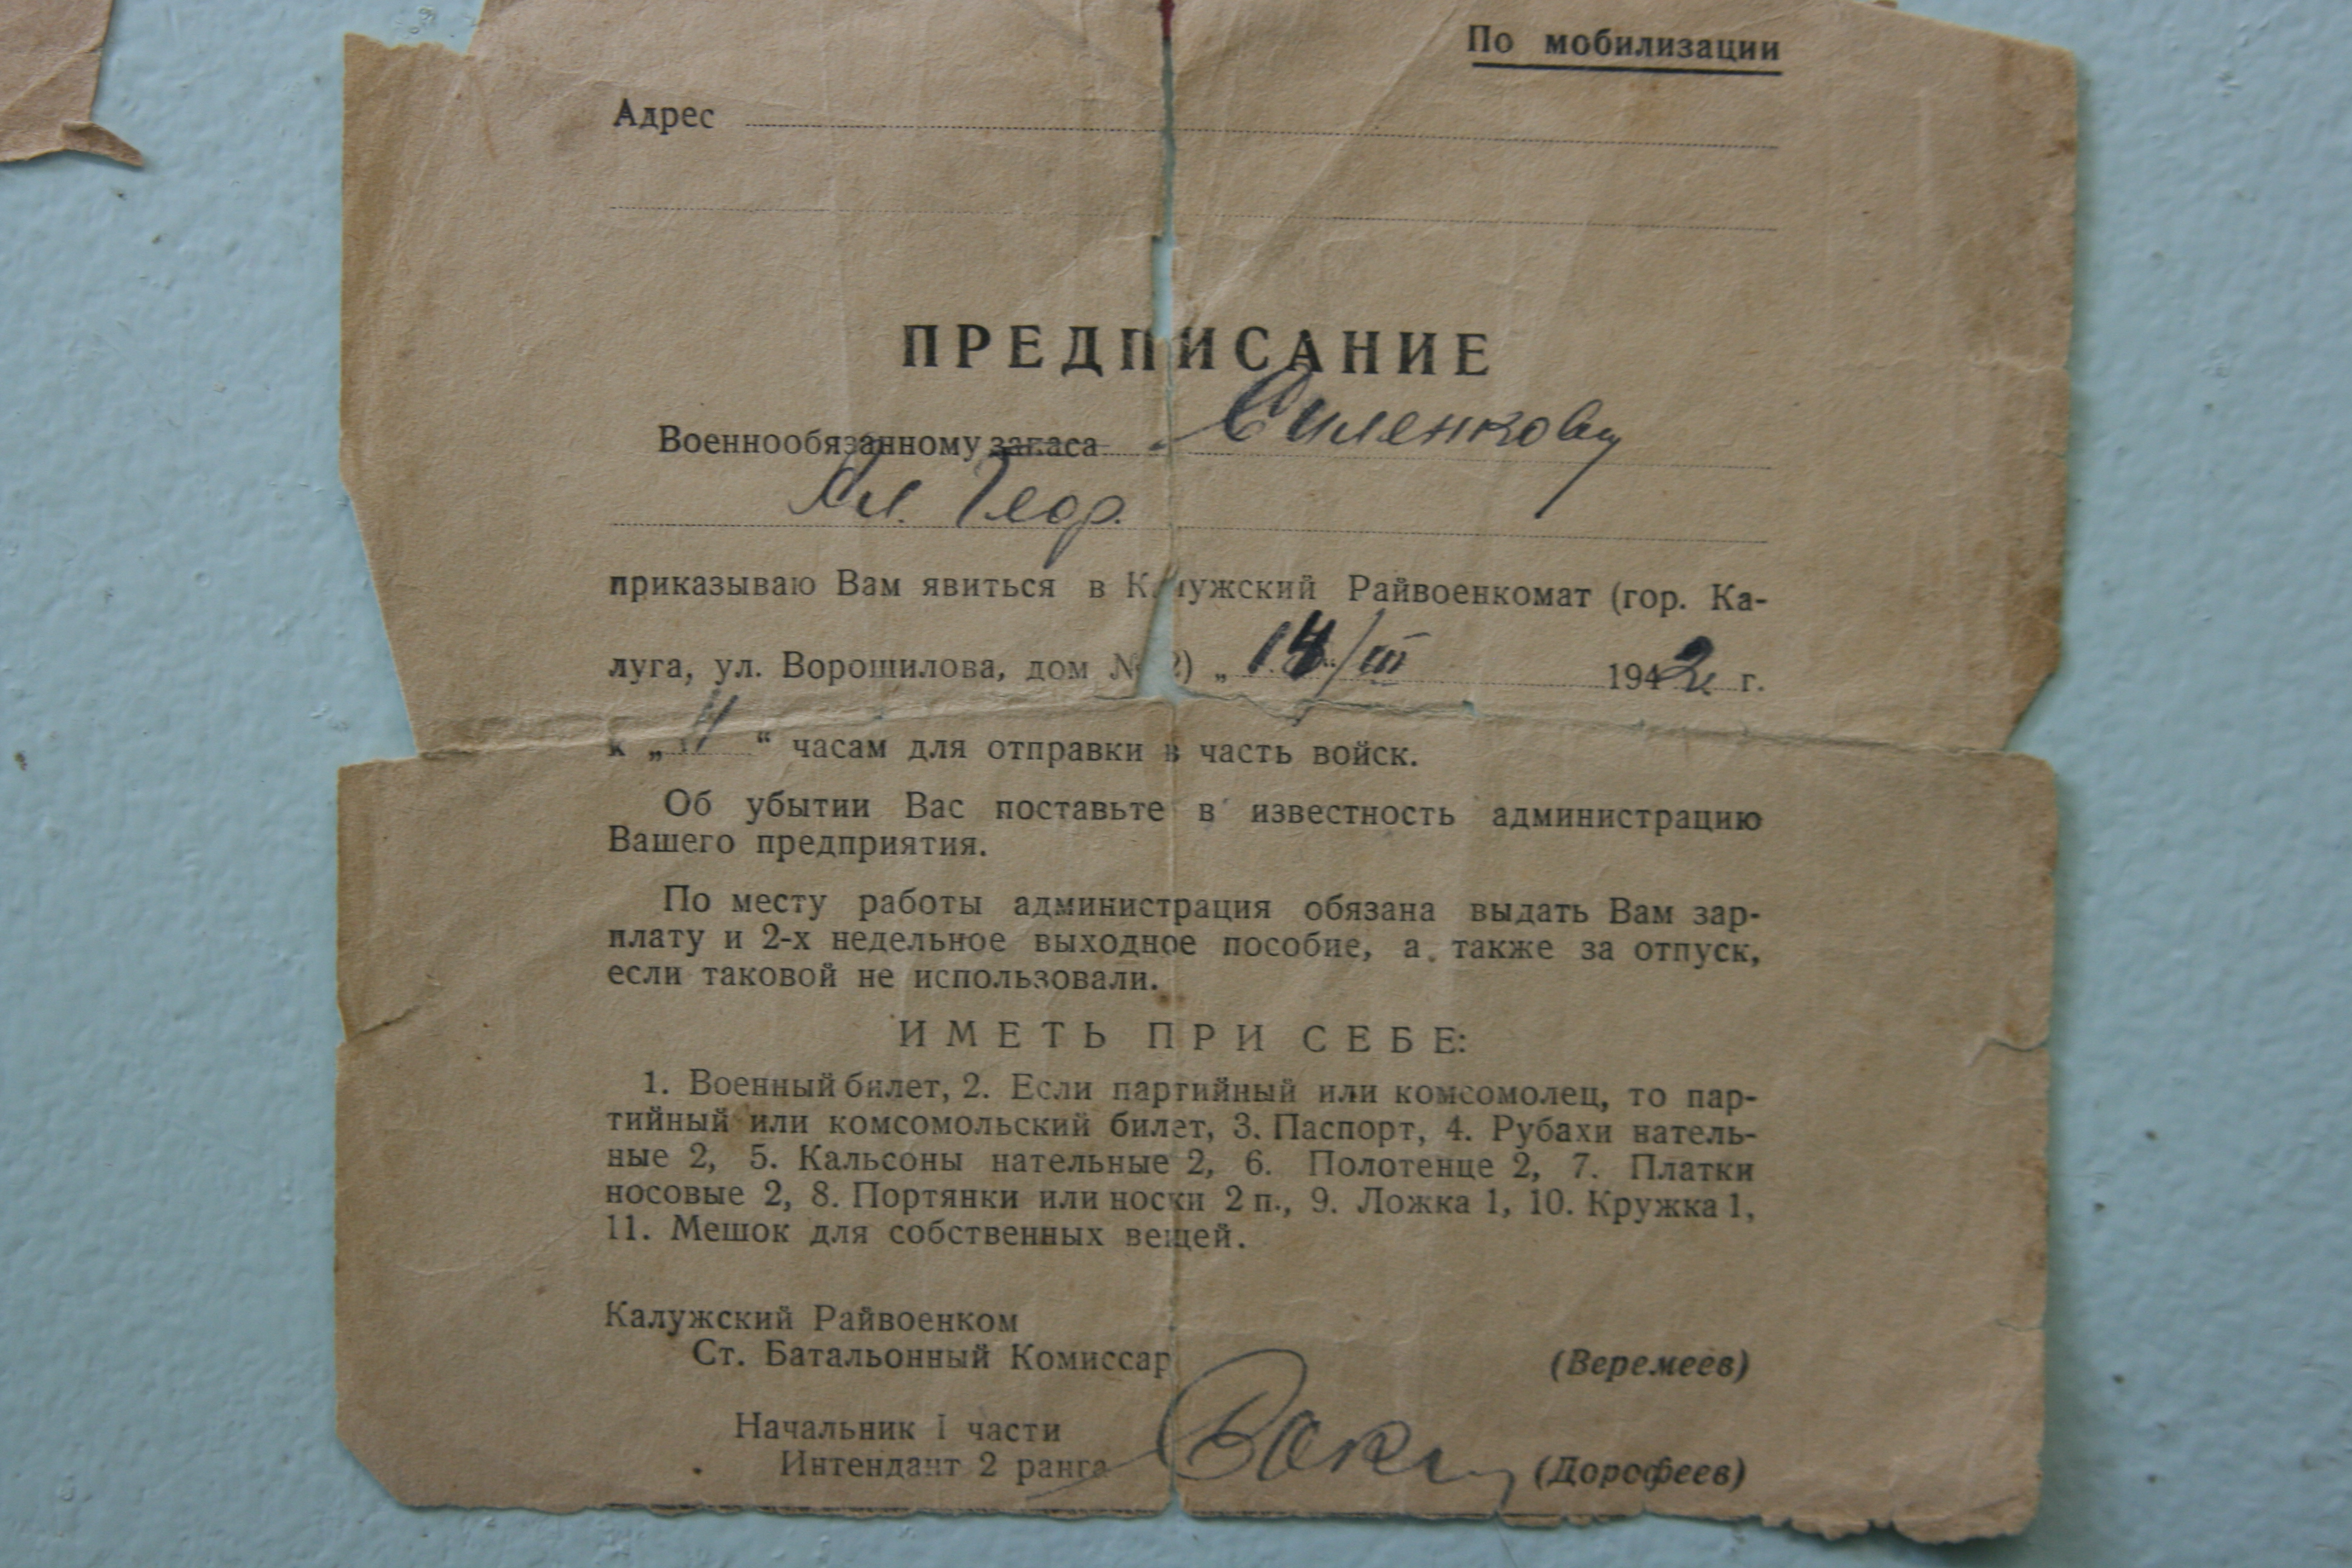 По мобилизации
Адрес
ПРЕДПИСАНИЕ
Военнообязанному запаса Силенкову
Ал. Геор.
приказываю Вам явиться в Калужский Райвоенкомат (гор. Ка-
луга, ул. Ворошилова, дом № 2) „14/III 1942 г.
к „11“ часам для отправки в часть войск.
Об убытии Вас поставьте в известность администрацию
Вашего предприятия.
По месту работы администрация обязана выдать Вам зар-
плату и 2-х недельное выходное пособие, а также за отпуск,
если таковой не использовали.
ИМЕТЬ ПРИ СЕБЕ:
1. Военный билет, 2. Если партийный или комсомолец, то пар-
тийный или комсомольский билет, 3. Паспорт, 4. Рубахи натель-
ные 2, 5. Кальсоны нательные 2, 6. Полотенце 2, 7. Платки
носовые 2, 8. Портянки или носки 2 п., 9. Ложка 1, 10. Кружка 1,
11. Мешок для собственных вещей.
Калужский Райвоенком
Ст. Батальонный Комиссар (Веремеев)
Начальник I части
Интендант 2 ранга (Дорофеев)